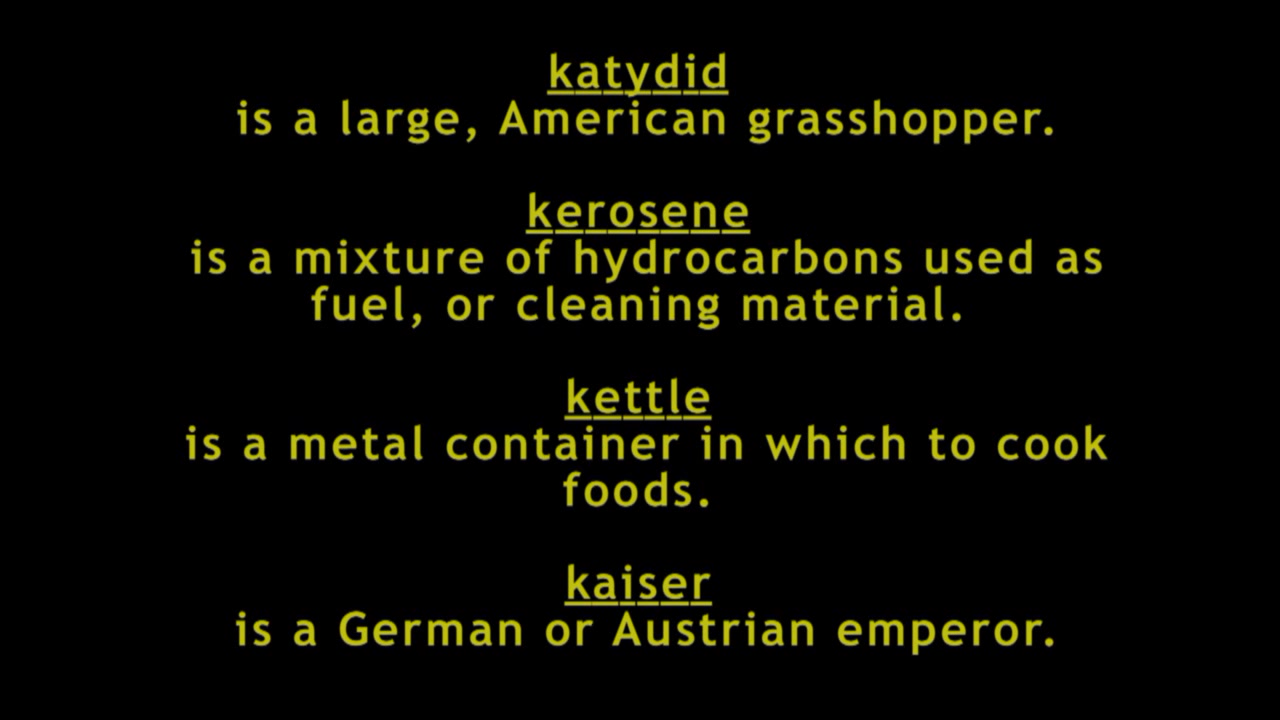 katydid
is a large, American grasshopper.
kerosene
is a mixture of hydrocarbons used as
fuel, or cleaning material.
kettle
is a metal container in which to cook
foods.
kaiser
is a German or Austrian emperor.